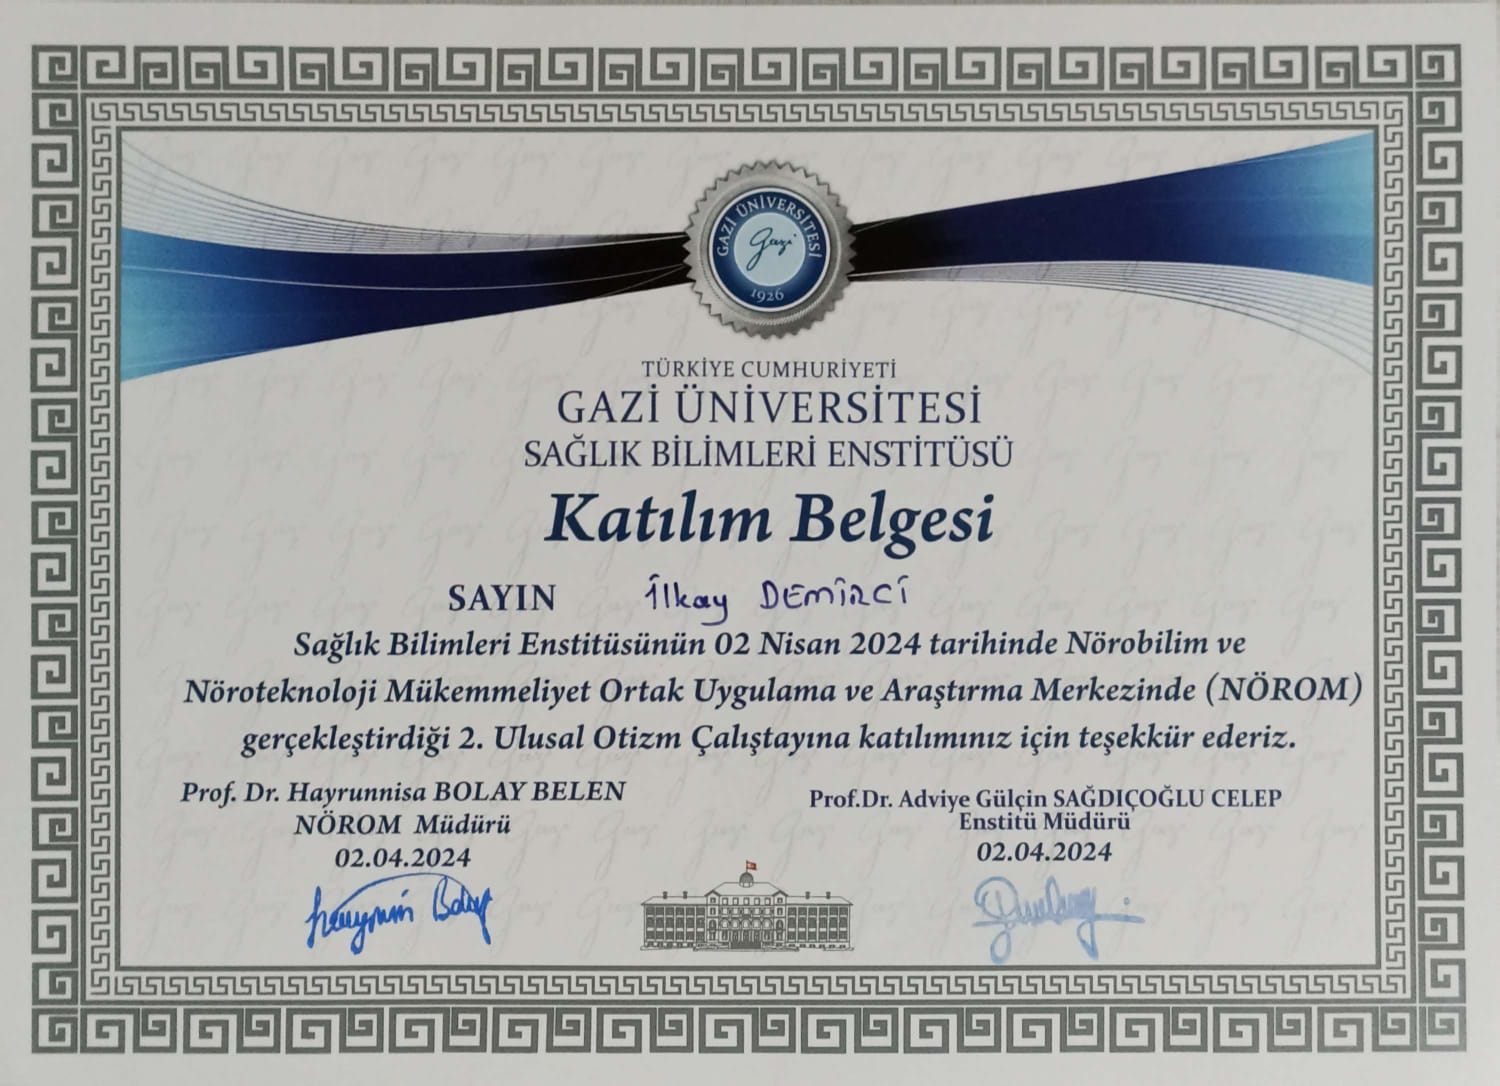 GAZİ ÜNİVERSİTESİ
Gazi
1926
TÜRKİYE CUMHURİYETİ
GAZİ ÜNİVERSİTESİ
SAĞLIK BİLİMLERİ ENSTİTÜSÜ
Katılım Belgesi
SAYIN İlkay DEMİRCİ
Sağlık Bilimleri Enstitüsünün 02 Nisan 2024 tarihinde Nörobilim ve
Nöroteknoloji Mükemmeliyet Ortak Uygulama ve Araştırma Merkezinde (NÖROM)
gerçekleştirdiği 2. Ulusal Otizm Çalıştayına katılımınız için teşekkür ederiz.
Prof. Dr. Hayrunnisa BOLAY BELEN
NÖROM Müdürü
02.04.2024
Prof.Dr. Adviye Gülçin SAĞDIÇOĞLU CELEP
Enstitü Müdürü
02.04.2024